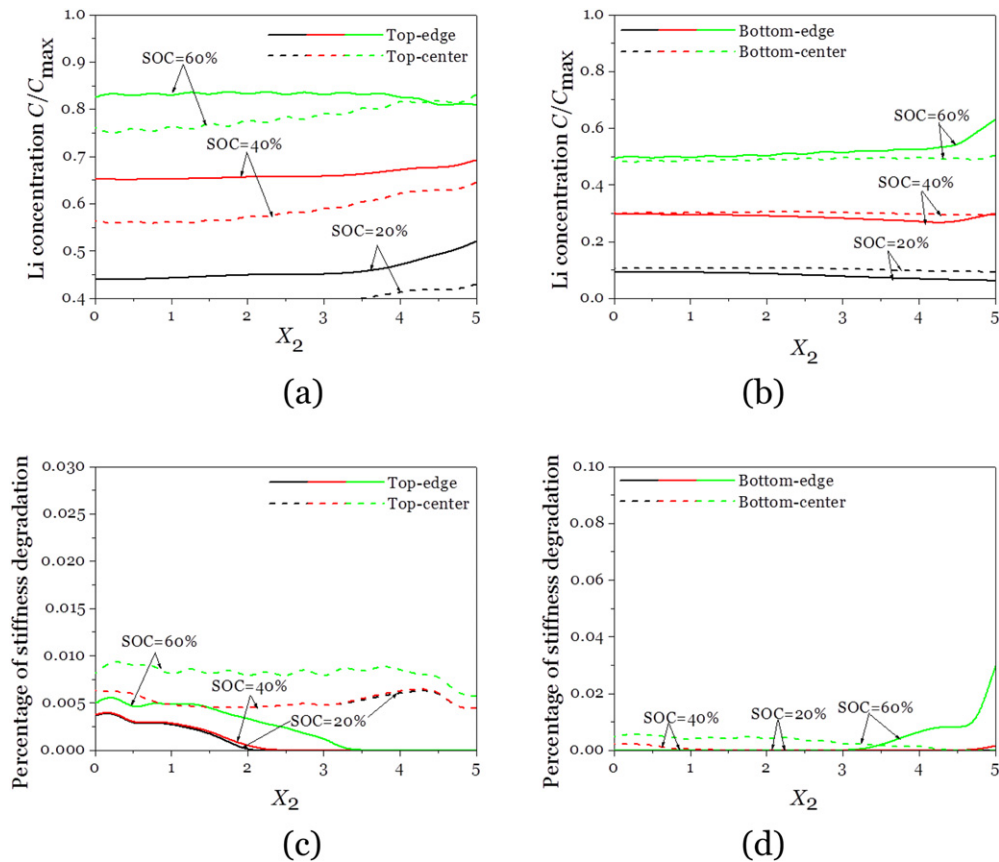 1.0
0.9
0.8
0.7
0.6
0.5
0.4
Li concentration C/Cmax
SOC=60%
SOC=40%
SOC=20%
Top-edge
Top-center
0 1 2 3 4 5
X2
(a)
1.0
0.8
0.6
0.4
0.2
0.0
Li concentration C/Cmax
Bottom-edge
Bottom-center
SOC=60%
SOC=40%
SOC=20%
0 1 2 3 4 5
X2
(b)
0.030
0.025
0.020
0.015
0.010
0.005
0.000
Percentage of stiffness degradation
Top-edge
Top-center
SOC=60%
SOC=40%
SOC=20%
0 1 2 3 4 5
X2
(c)
0.10
0.08
0.06
0.04
0.02
0.00
Percentage of stiffness degradation
Bottom-edge
Bottom-center
SOC=40%
SOC=20%
SOC=60%
0 1 2 3 4 5
X2
(d)